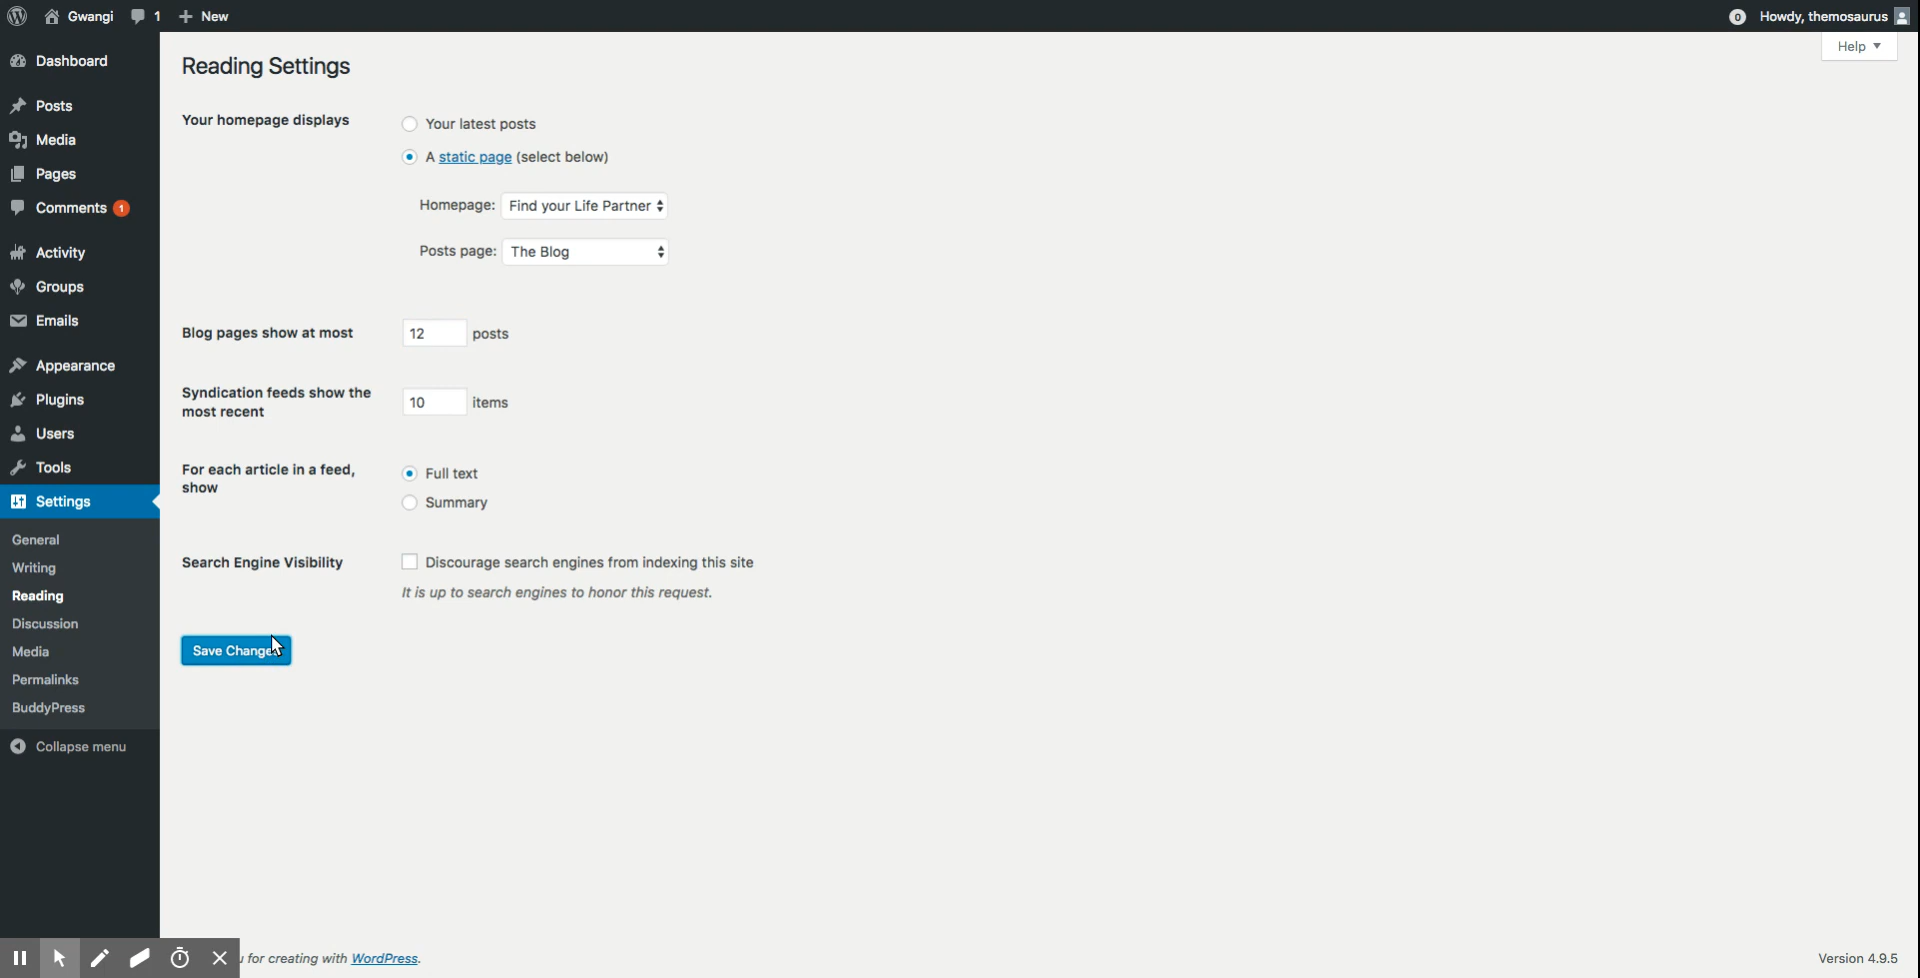 Gwangi 1 New 0 Howdy, themosaurus
Help
Dashboard
Posts
Media
Pages
Comments 1
Activity
Groups
Emails
Appearance
Plugins
Users
Tools
Settings
General
Writing
Reading
Discussion
Media
Permalinks
BuddyPress
Collapse menu
Reading Settings
Your homepage displays
Your latest posts
A static page (select below)
Homepage: Find your Life Partner
Posts page: The Blog
Blog pages show at most 12 posts
Syndication feeds show the
most recent
10 items
For each article in a feed,
show
Full text
Summary
Search Engine Visibility
Discourage search engines from indexing this site
It is up to search engines to honor this request.
Save Change
for creating with WordPress.
Version 4.9.5